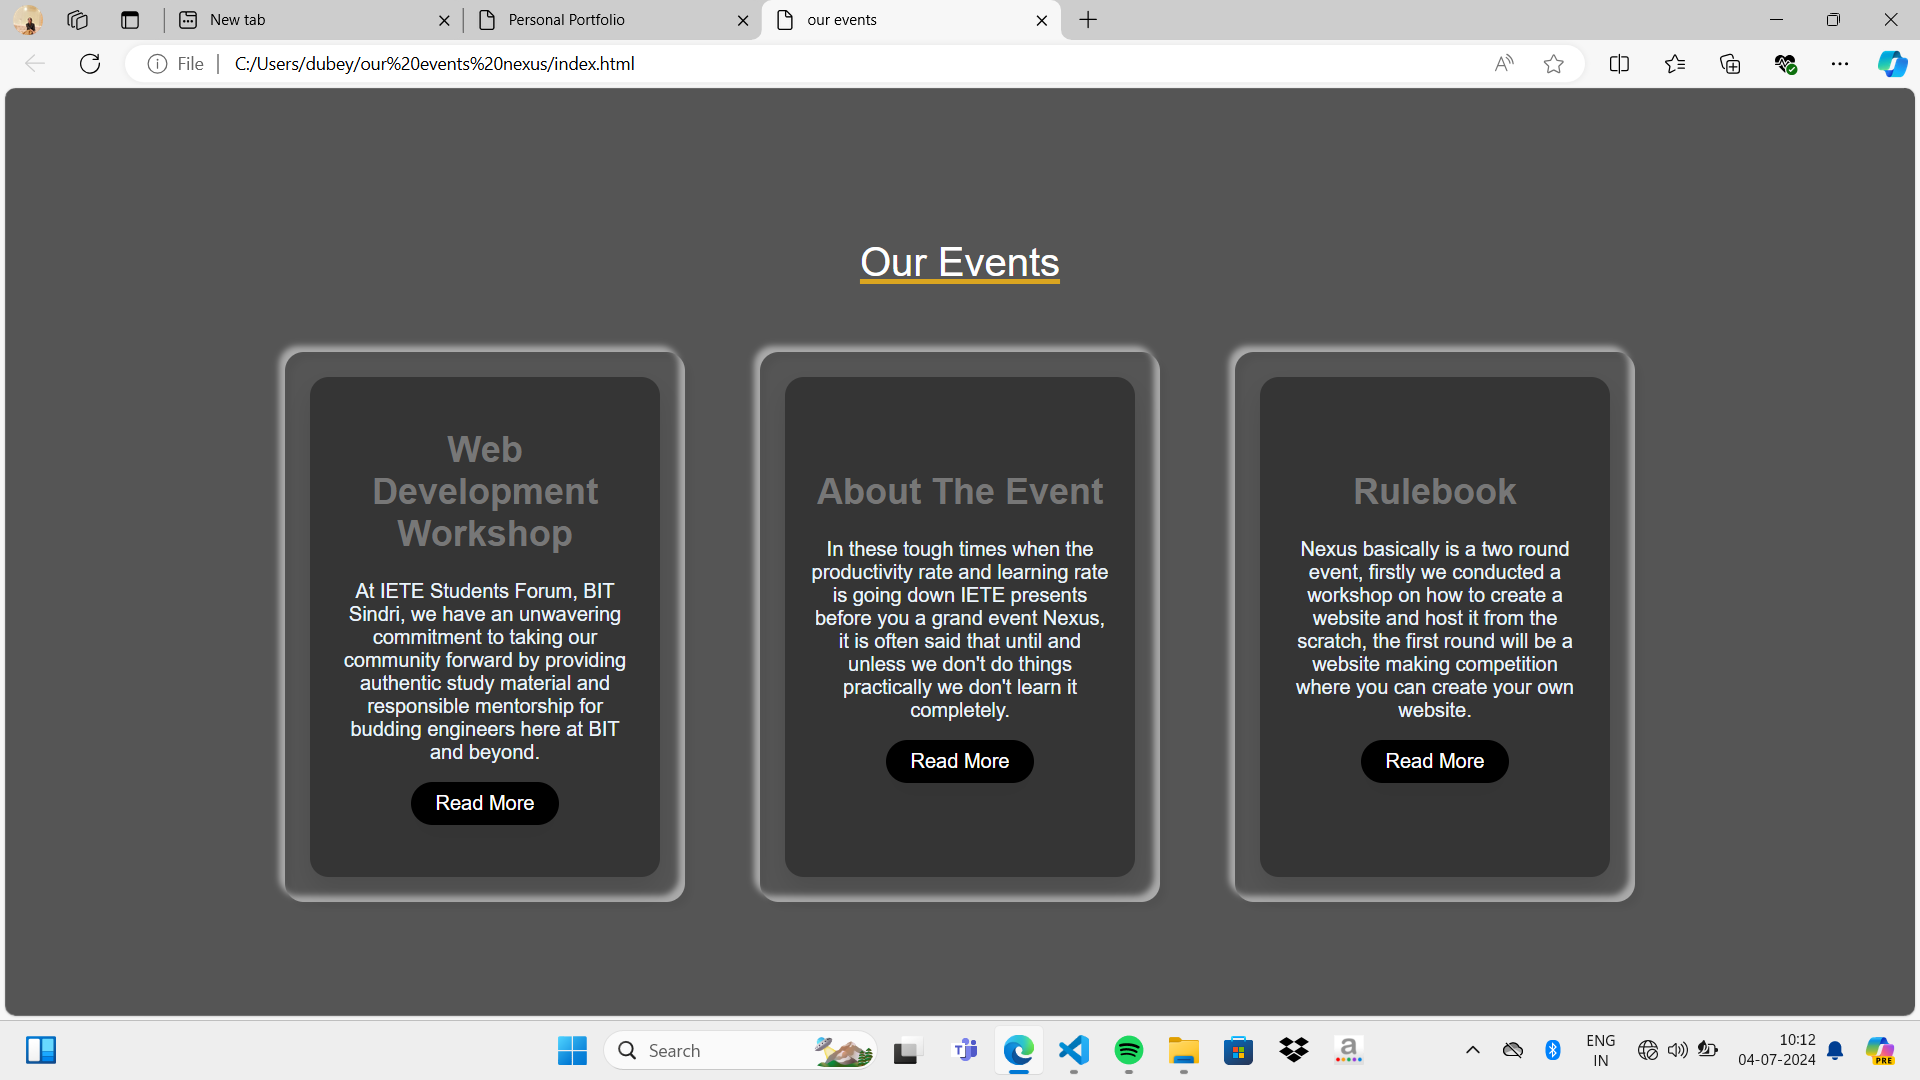 New tab
Personal Portfolio
our events
File
C:/Users/dubey/our%20events%20nexus/index.html
Our Events
Web
Development
Workshop
At IETE Students Forum, BIT
Sindri, we have an unwavering
commitment to taking our
community forward by providing
authentic study material and
responsible mentorship for
budding engineers here at BIT
and beyond.
Read More
About The Event
In these tough times when the
productivity rate and learning rate
is going down IETE presents
before you a grand event Nexus,
it is often said that until and
unless we don't do things
practically we don't learn it
completely.
Read More
Rulebook
Nexus basically is a two round
event, firstly we conducted a
workshop on how to create a
website and host it from the
scratch, the first round will be a
website making competition
where you can create your own
website.
Read More
Search
ENG
IN
10:12
04-07-2024
PRE